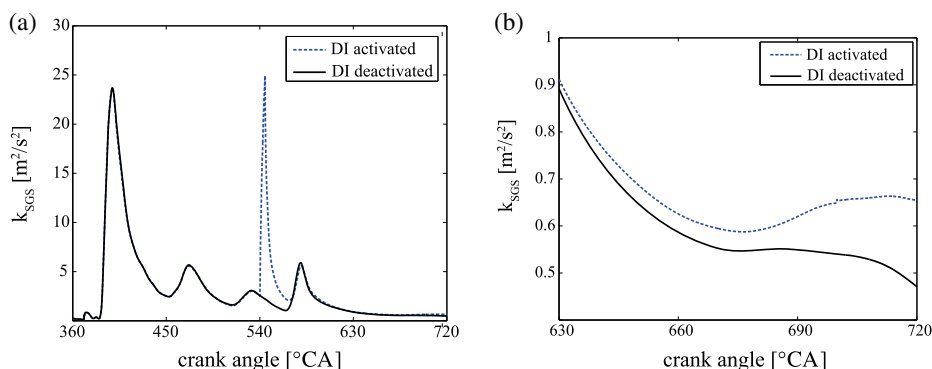 (a)
30
25
20
15
10
5
k_SGS [m²/s²]
DI activated
DI deactivated
360
450
540
630
720
crank angle [°CA]
(b)
1
0.9
0.8
0.7
0.6
0.5
k_SGS [m²/s²]
DI activated
DI deactivated
630
660
690
720
crank angle [°CA]